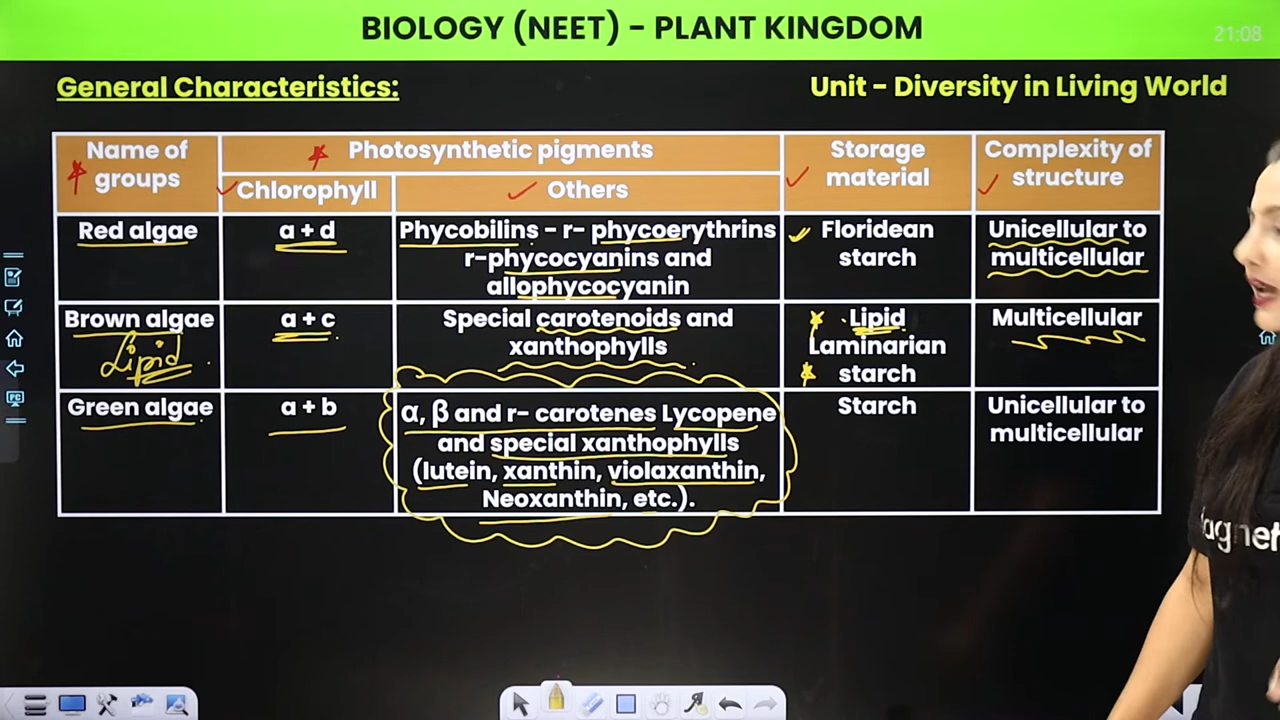 BIOLOGY (NEET) - PLANT KINGDOM
21:08
General Characteristics:
Unit - Diversity in Living World
Name of groups
Photosynthetic pigments
Storage material
Complexity of structure
Chlorophyll
Others
Red algae
a + d
Phycobilins - r- phycoerythrins
r-phycocyanins and
allophycocyanin
Floridean
starch
Unicellular to
multicellular
Brown algae
Lipid
a + c
Special carotenoids and
xanthophylls
Lipid
Laminarian
starch
Multicellular
Green algae
a + b
α, β and r- carotenes Lycopene
and special xanthophylls
(lutein, xanthin, violaxanthin,
Neoxanthin, etc.).
Starch
Unicellular to
multicellular
PC